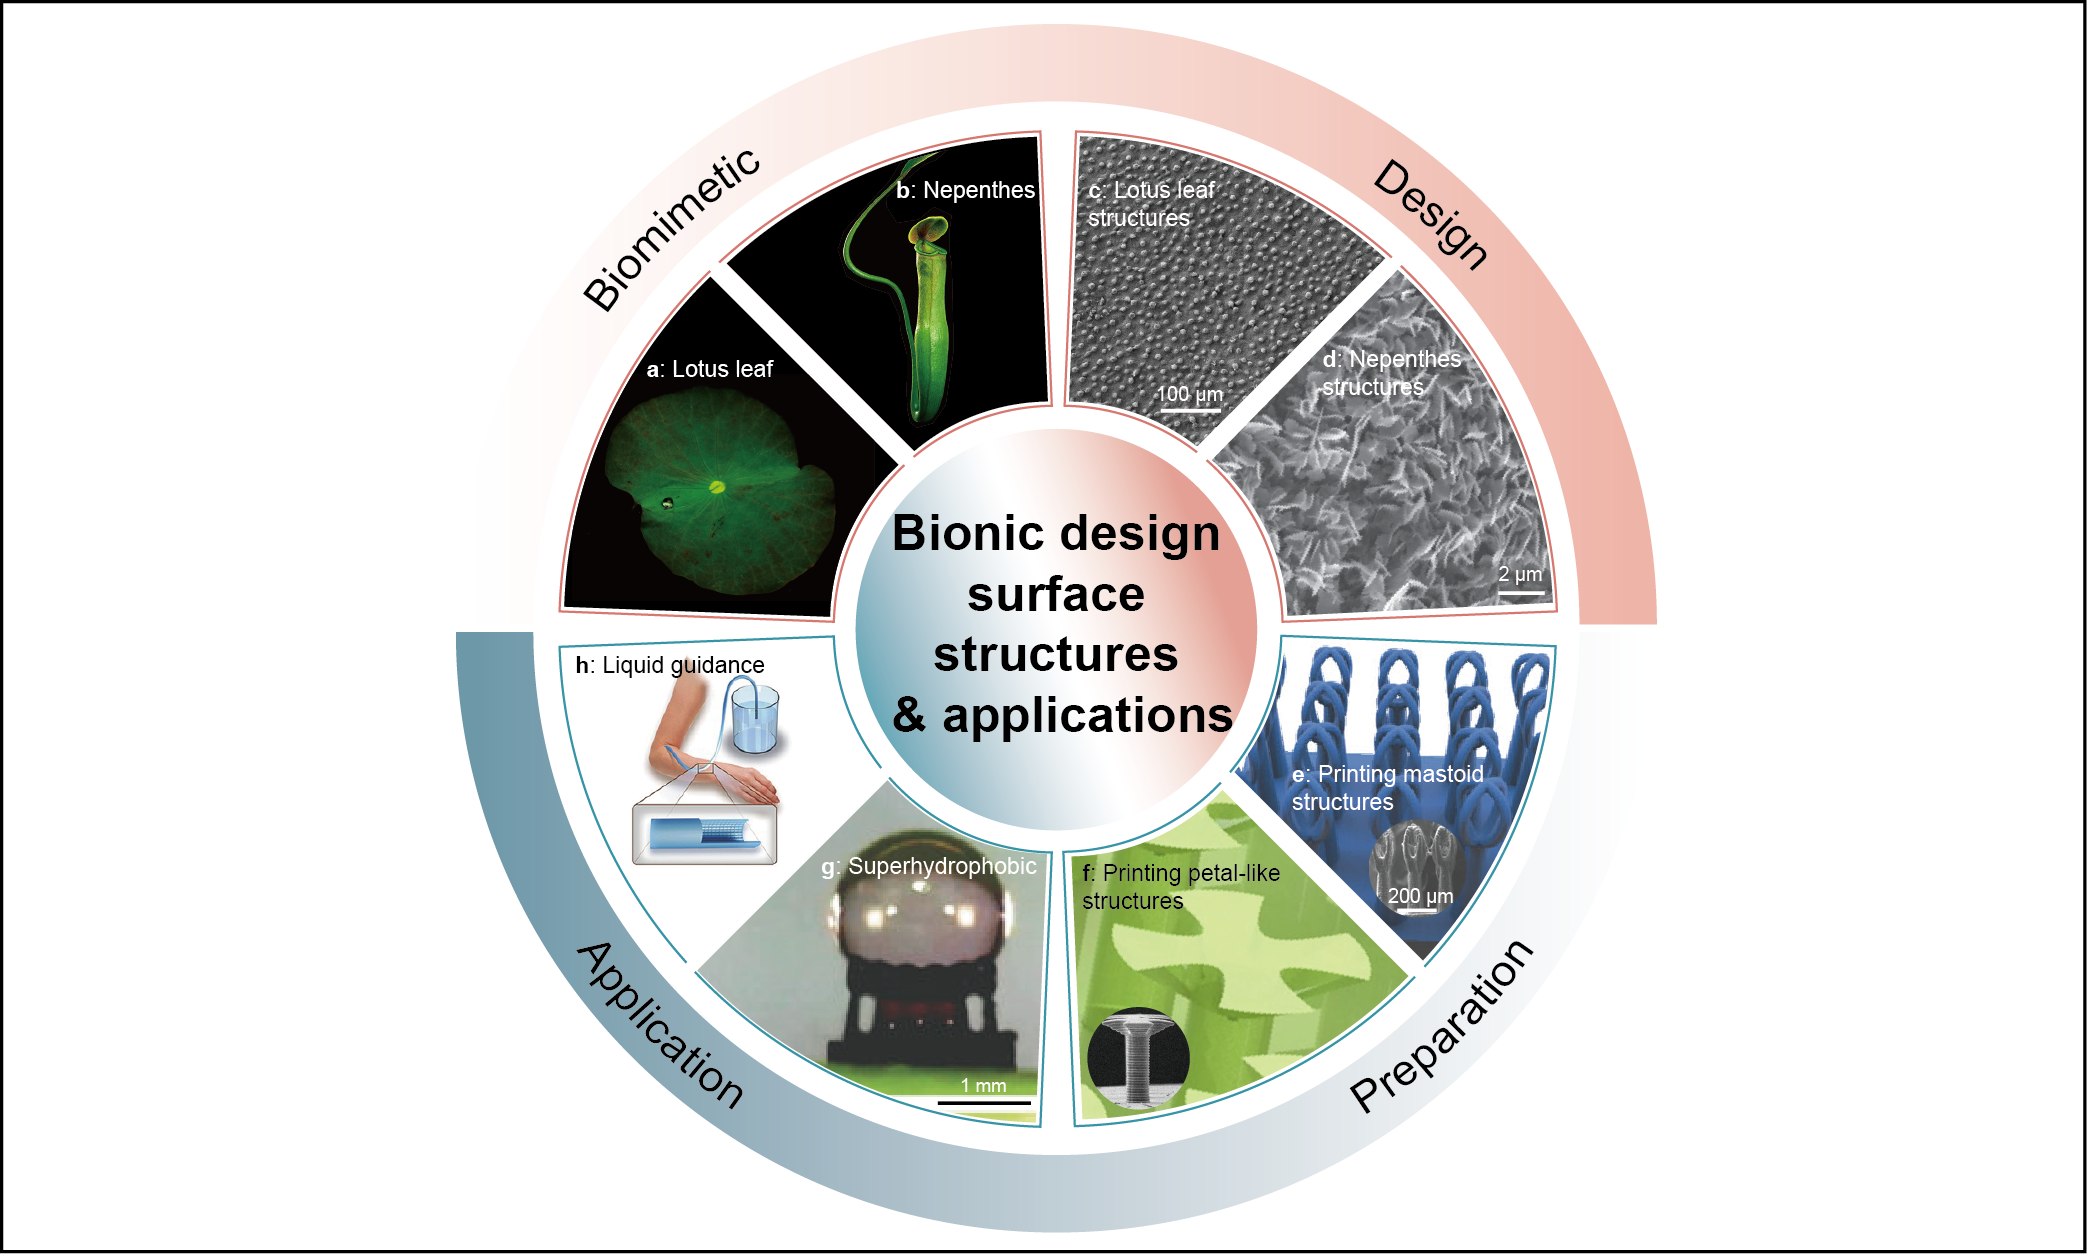 Biomimetic
Design
b: Nepenthes
c: Lotus leaf
structures
100 µm
a: Lotus leaf
d: Nepenthes
structures
2 µm
Bionic design
surface
structures
& applications
h: Liquid guidance
e: Printing mastoid
structures
200 µm
g: Superhydrophobic
1 mm
f: Printing petal-like
structures
Application
Preparation